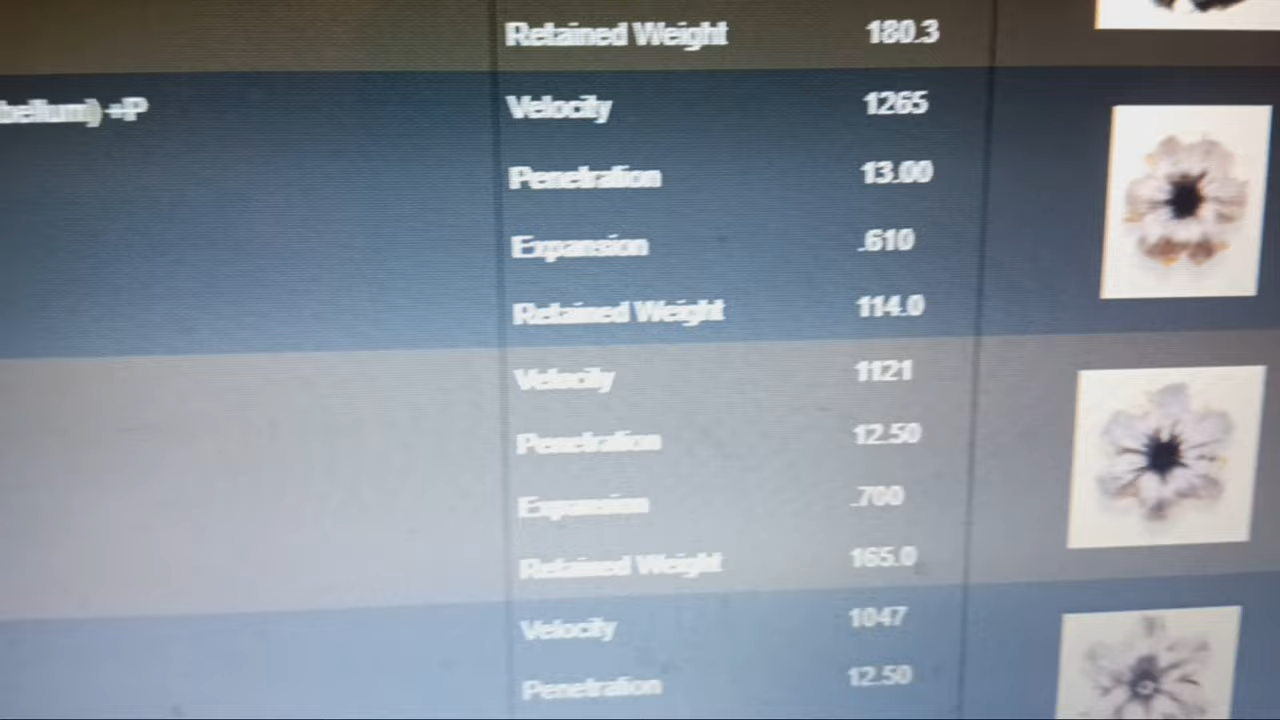 Retained Weight 180.3
bellum) +P Velocity 1265
Penetration 13.00
Expansion .610
Retained Weight 114.0
Velocity 1121
Penetration 12.50
Expansion .700
Retained Weight 165.0
Velocity 1047
Penetration 12.50